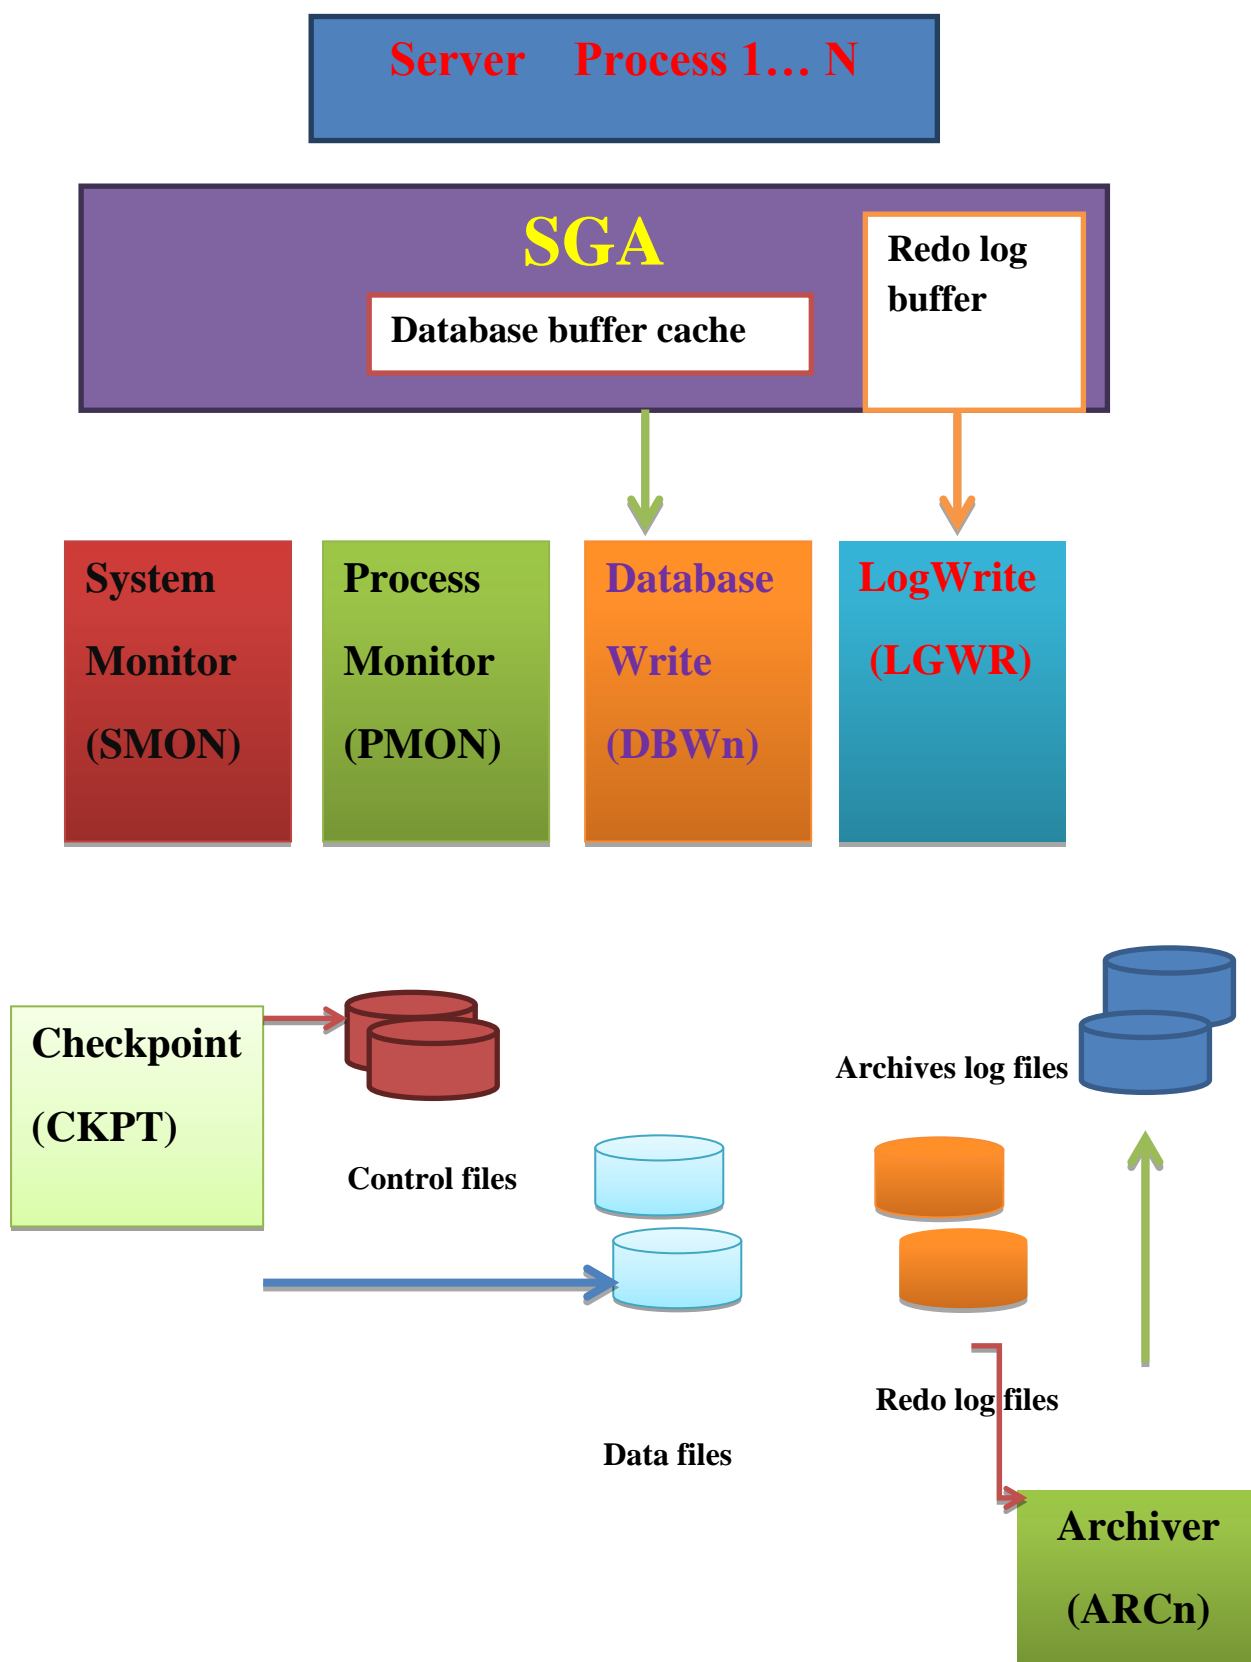 Server Process 1... N
SGA
Redo log
buffer
Database buffer cache
System
Monitor
(SMON)
Process
Monitor
(PMON)
Database
Write
(DBWn)
LogWrite
(LGWR)
Checkpoint
(CKPT)
Control files
Archives log files
Redo log files
Data files
Archiver
(ARCn)